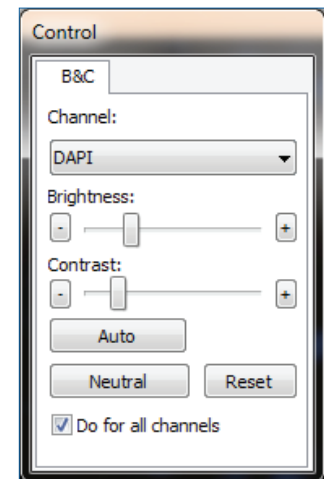 Control
B&C
Channel:
DAPI
Brightness:
- +
Contrast:
- +
Auto
Neutral Reset
Do for all channels